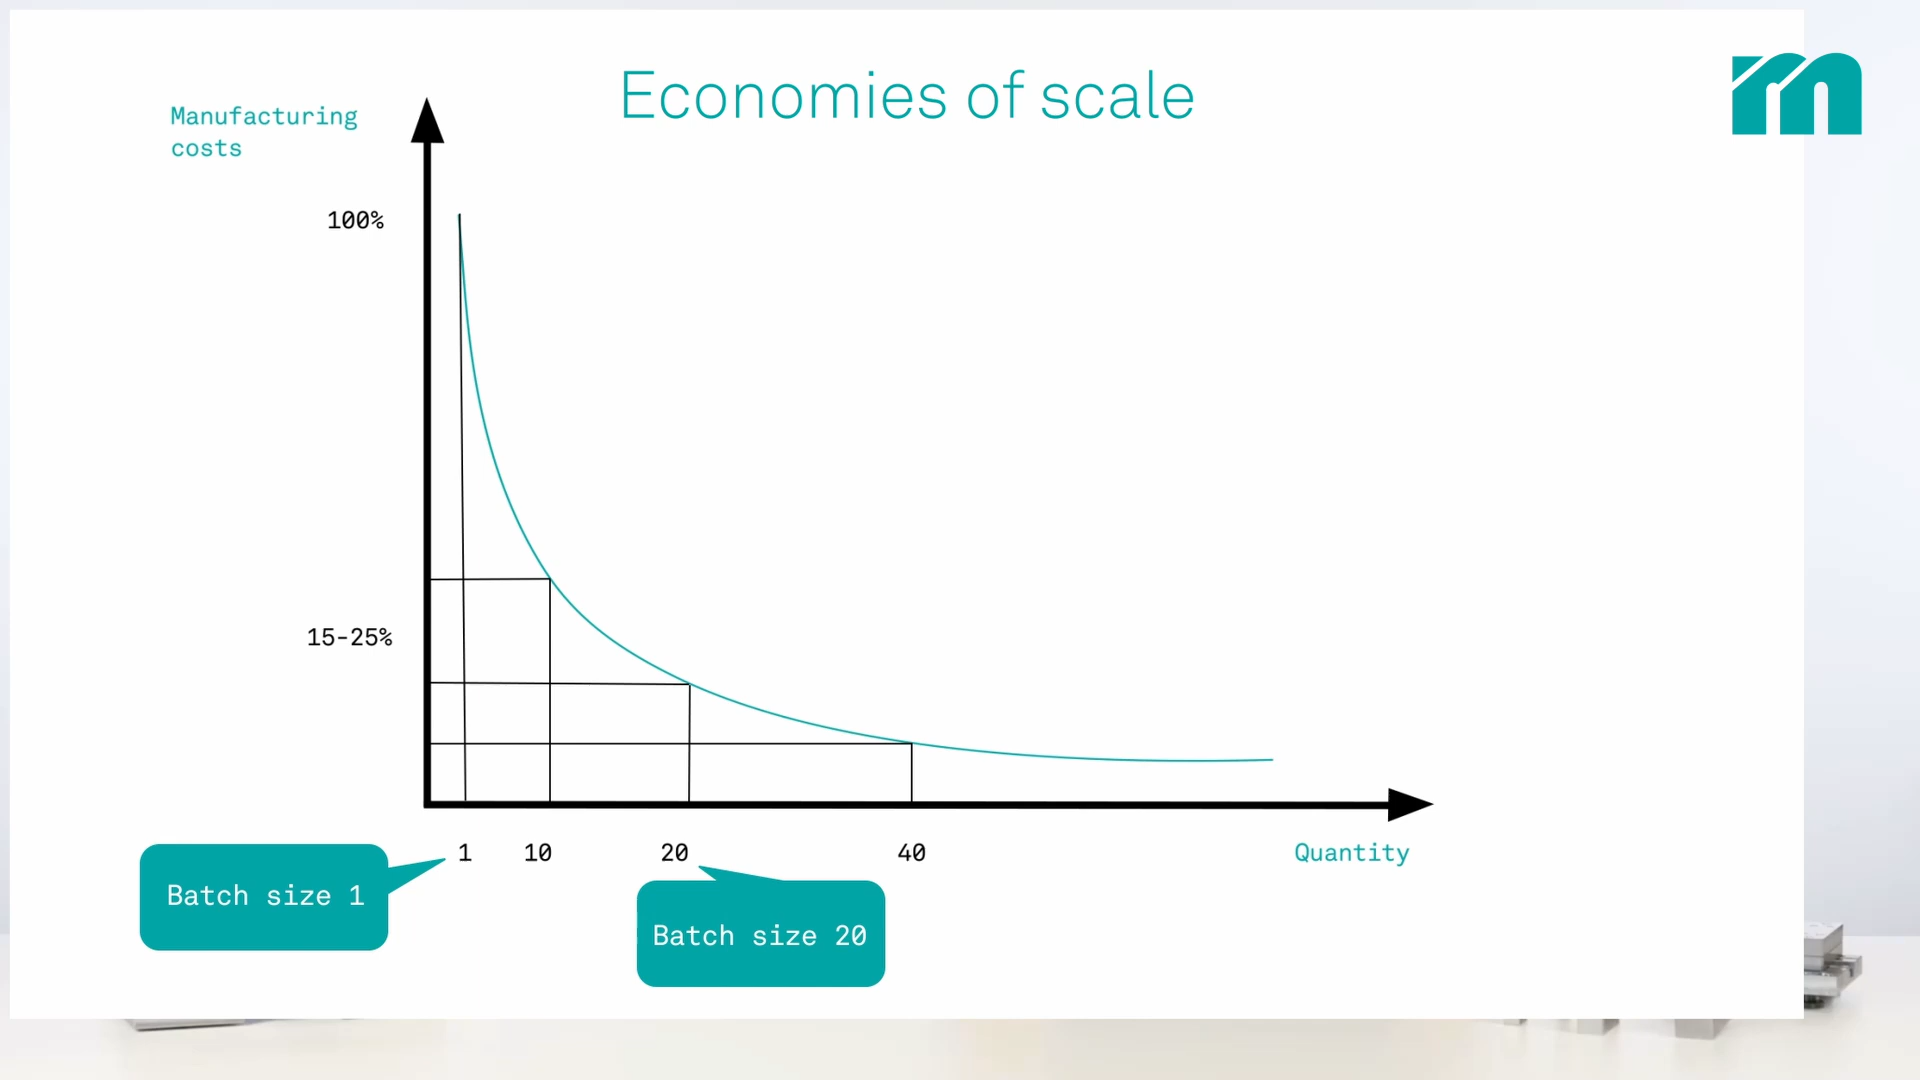 Economies of scale
Manufacturing
costs
100%
15-25%
1
10
20
40
Quantity
Batch size 1
Batch size 20